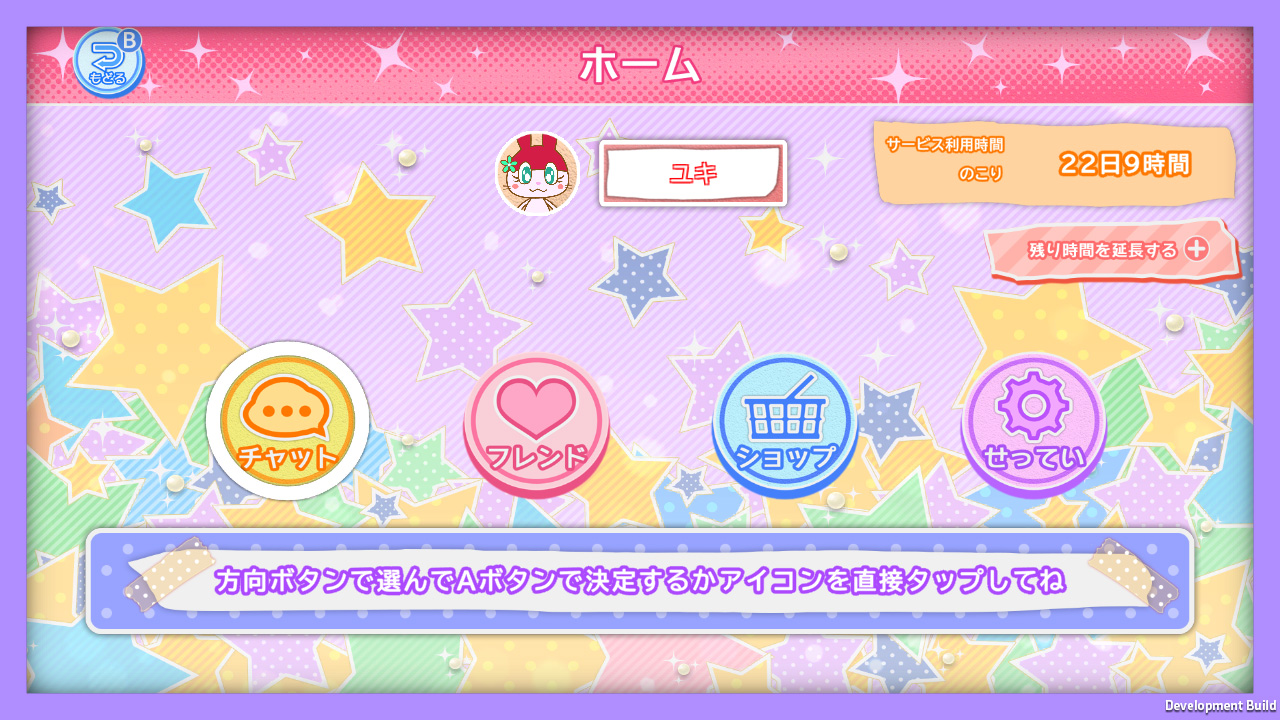 B
もどる
ホーム
ユキ
サービス利用時間
のこり
22日9時間
残り時間を延長する
チャット
フレンド
ショップ
せってい
方向ボタンで選んでAボタンで決定するかアイコンを直接タップしてね
Development Build